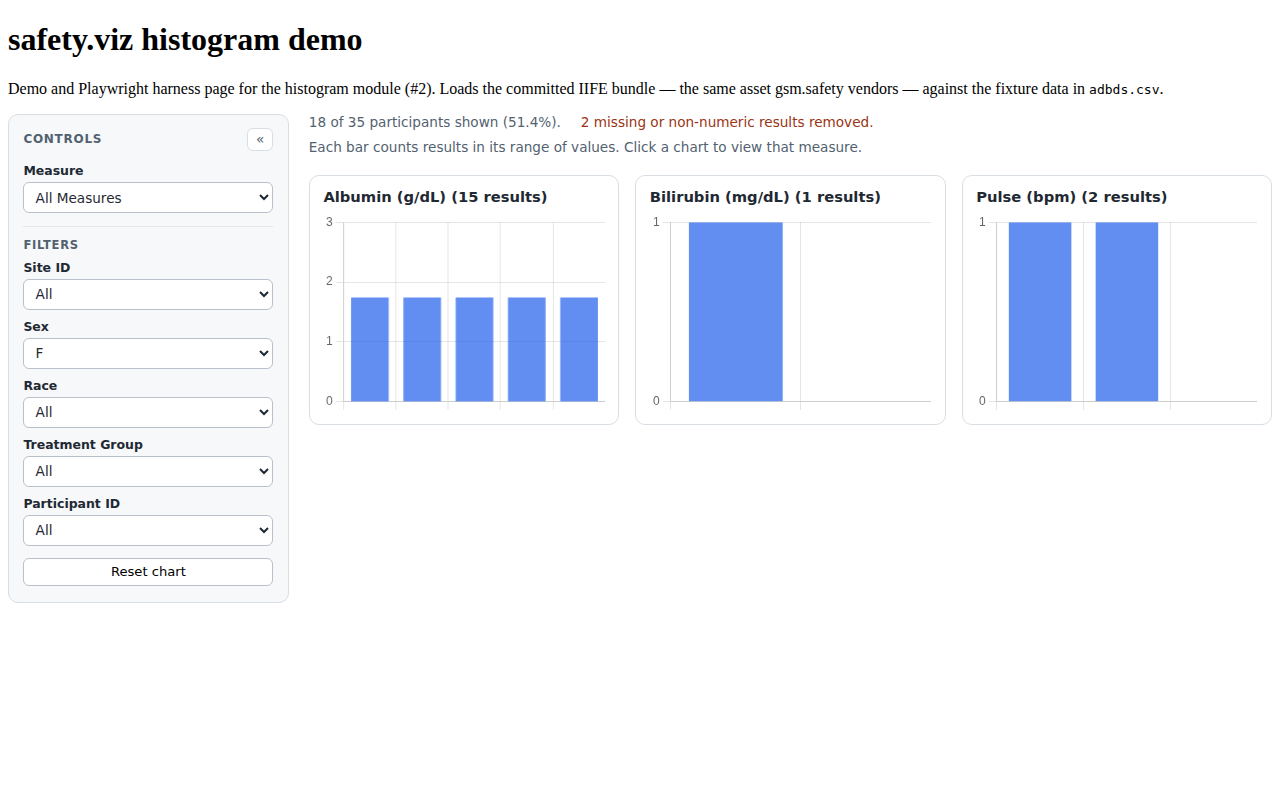 safety.viz histogram demo
Demo and Playwright harness page for the histogram module (#2). Loads the committed IIFE bundle — the same asset gsm.safety vendors — against the fixture data in adbds.csv.
CONTROLS
«
Measure
All Measures
FILTERS
Site ID
All
Sex
F
Race
All
Treatment Group
All
Participant ID
All
Reset chart
18 of 35 participants shown (51.4%). 2 missing or non-numeric results removed.
Each bar counts results in its range of values. Click a chart to view that measure.
Albumin (g/dL) (15 results)
3
2
1
0
Bilirubin (mg/dL) (1 results)
1
0
Pulse (bpm) (2 results)
1
0